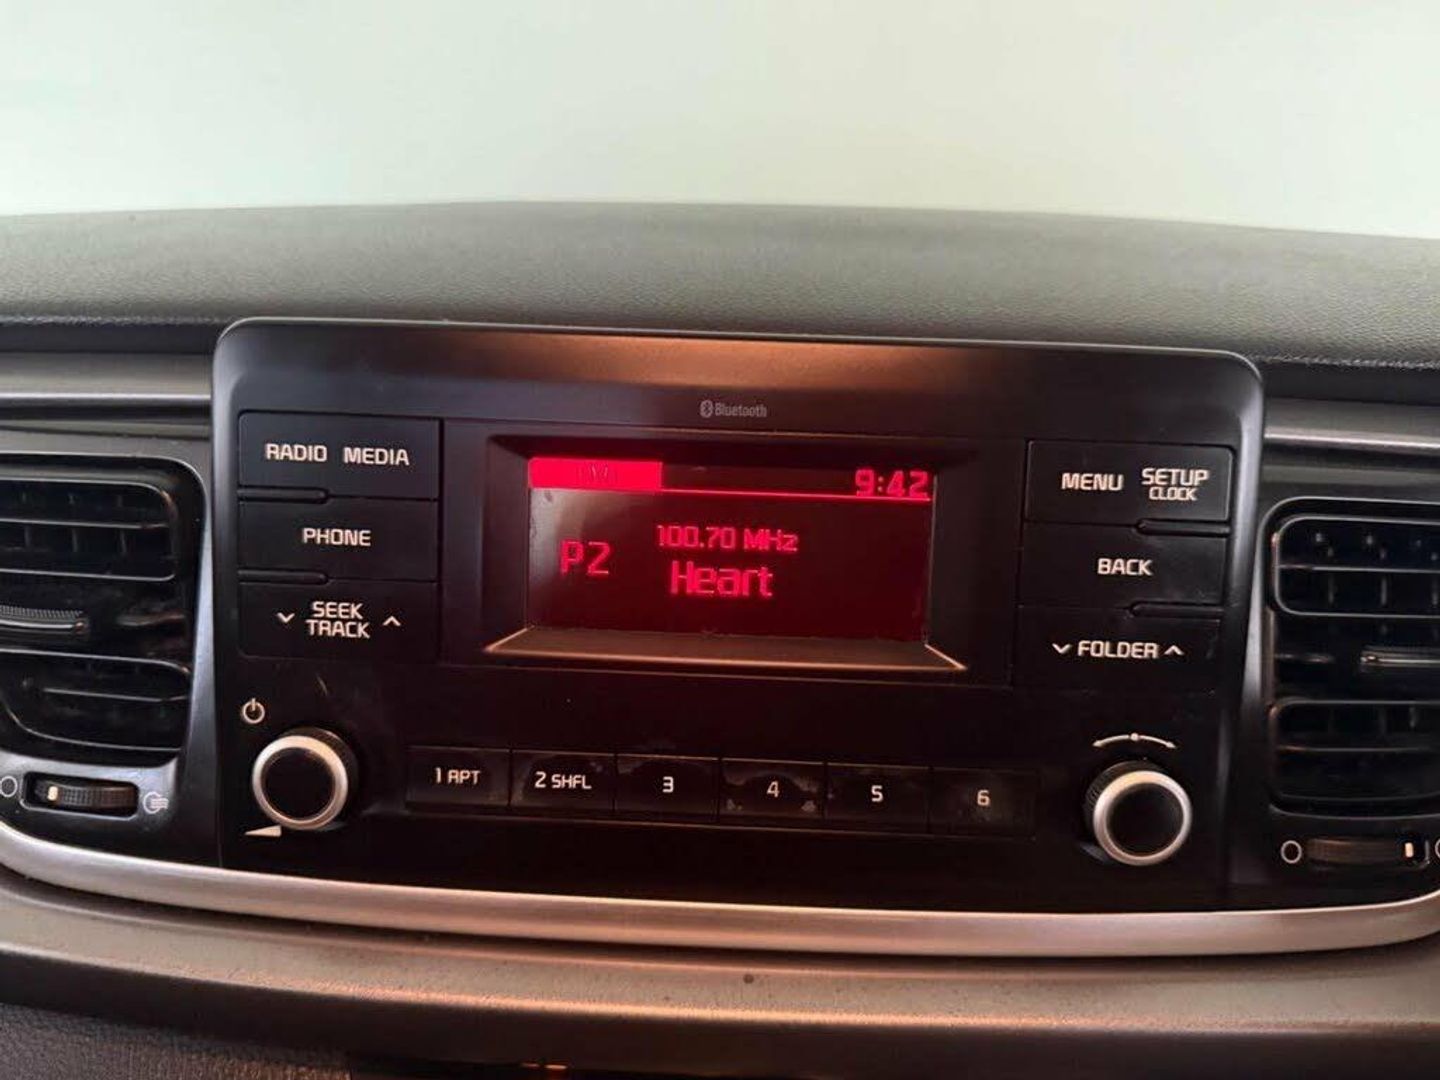 Bluetooth
RADIO MEDIA
PHONE
SEEK
TRACK
9:42
100.70 MHz
P2
Heart
MENU SETUP
CLOCK
BACK
FOLDER
1 RPT
2 SHFL
3
4
5
6